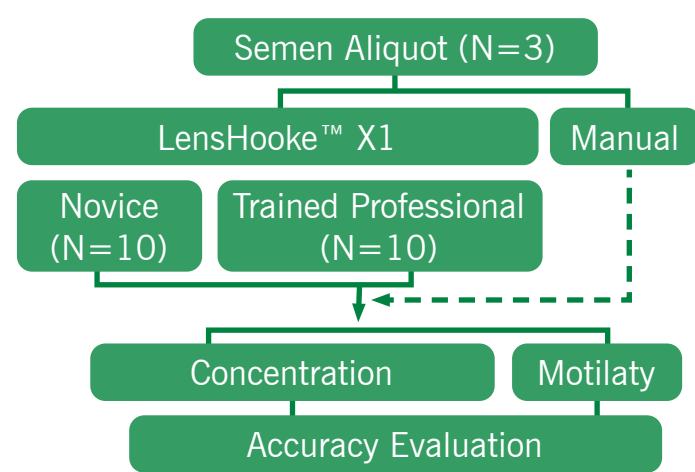 Semen Aliquot (N=3)
LensHooke™ X1
Manual
Novice
(N=10)
Trained Professional
(N=10)
Concentration
Motilaty
Accuracy Evaluation